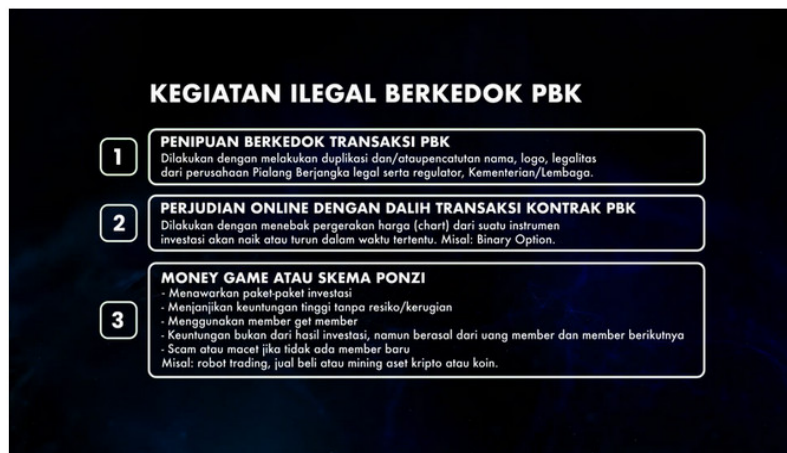 KEGIATAN ILEGAL BERKEDOK PBK
1
PENIPUAN BERKEDOK TRANSAKSI PBK
Dilakukan dengan melakukan duplikasi dan/ataupencatutan nama, logo, legalitas
dari perusahaan Pialang Berjangka legal serta regulator, Kementerian/Lembaga.
2
PERJUDIAN ONLINE DENGAN DALIH TRANSAKSI KONTRAK PBK
Dilakukan dengan menebak pergerakan harga (chart) dari suatu instrumen
investasi akan naik atau turun dalam waktu tertentu. Misal: Binary Option.
3
MONEY GAME ATAU SKEMA PONZI
- Menawarkan paket-paket investasi
- Menjanjikan keuntungan tinggi tanpa resiko/kerugian
- Menggunakan member get member
- Keuntungan bukan dari hasil investasi, namun berasal dari uang member dan member berikutnya
- Scam atau macet jika tidak ada member baru
Misal: robot trading, jual beli atau mining aset kripto atau koin.